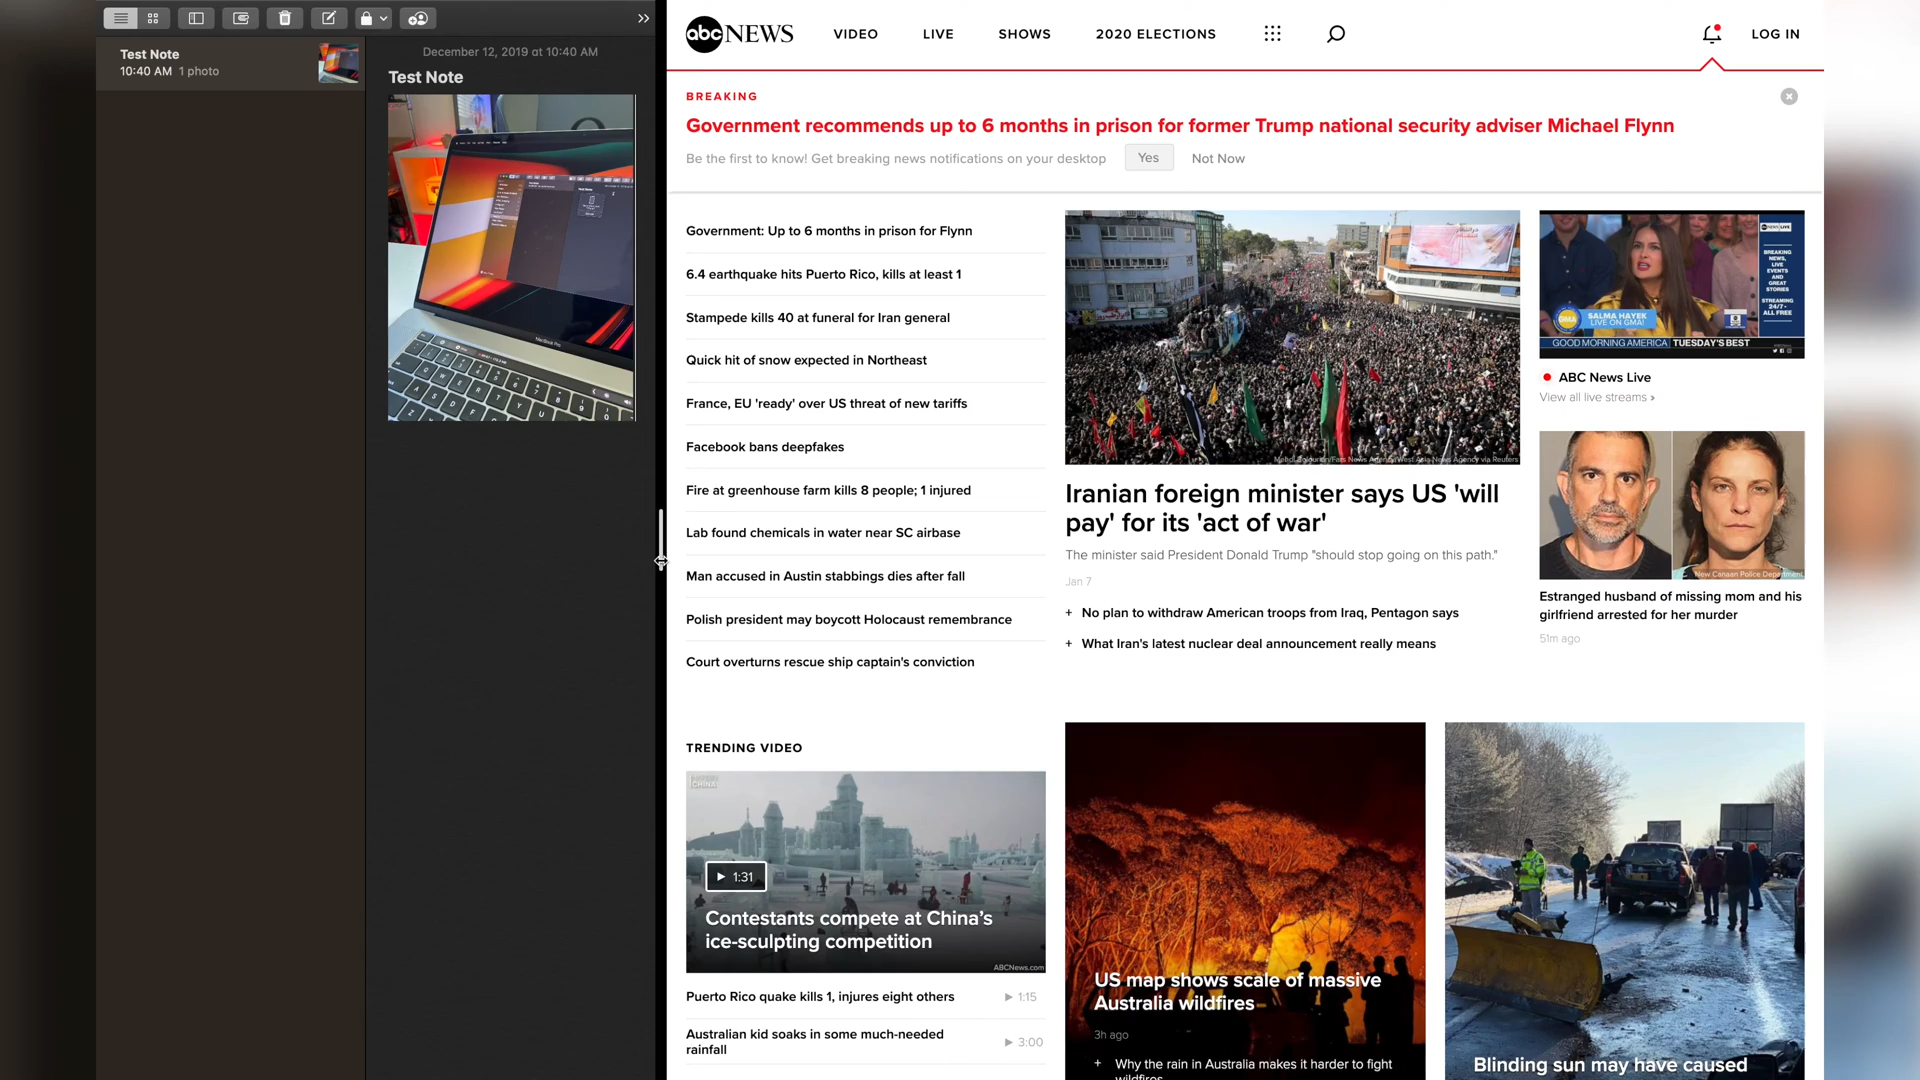 December 12, 2019 at 10:40 AM
Test Note
10:40 AM 1 photo
Test Note
MacBook Pro
abc NEWS
VIDEO
LIVE
SHOWS
2020 ELECTIONS
LOG IN
BREAKING
Government recommends up to 6 months in prison for former Trump national security adviser Michael Flynn
Be the first to know! Get breaking news notifications on your desktop
Yes
Not Now
Government: Up to 6 months in prison for Flynn
6.4 earthquake hits Puerto Rico, kills at least 1
Stampede kills 40 at funeral for Iran general
Quick hit of snow expected in Northeast
France, EU 'ready' over US threat of new tariffs
Facebook bans deepfakes
Fire at greenhouse farm kills 8 people; 1 injured
Lab found chemicals in water near SC airbase
Man accused in Austin stabbings dies after fall
Polish president may boycott Holocaust remembrance
Court overturns rescue ship captain's conviction
News Agency via Reuters
Iranian foreign minister says US 'will
pay' for its 'act of war'
The minister said President Donald Trump "should stop going on this path."
Jan 7
+ No plan to withdraw American troops from Iraq, Pentagon says
+ What Iran's latest nuclear deal announcement really means
abc NEWS LIVE
BREAKING
NEWS,
LIVE
EVENTS
AND
GREAT
STORIES
STREAMING
24/7-
ALL FREE
GMA
SALMA HAYEK
LIVE ON GMA!
GOOD MORNING AMERICA TUESDAY'S BEST
ABC News Live
View all live streams ›
New Canaan Police Department
Estranged husband of missing mom and his
girlfriend arrested for her murder
51m ago
TRENDING VIDEO
CHINA
1:31
Contestants compete at China's
ice-sculpting competition
ABCNews.com
Puerto Rico quake kills 1, injures eight others
1:15
Australian kid soaks in some much-needed
rainfall
3:00
US map shows scale of massive
Australia wildfires
3h ago
+ Why the rain in Australia makes it harder to fight
wildfires
Blinding sun may have caused